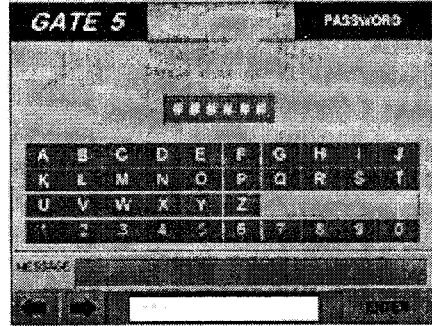 GATE 5
PASSWORD
######
A B C D E F G H I J
K L M N O P Q R S T
U V W X Y Z
1 2 3 4 5 6 7 8 9 0
MESSAGE
ENTER